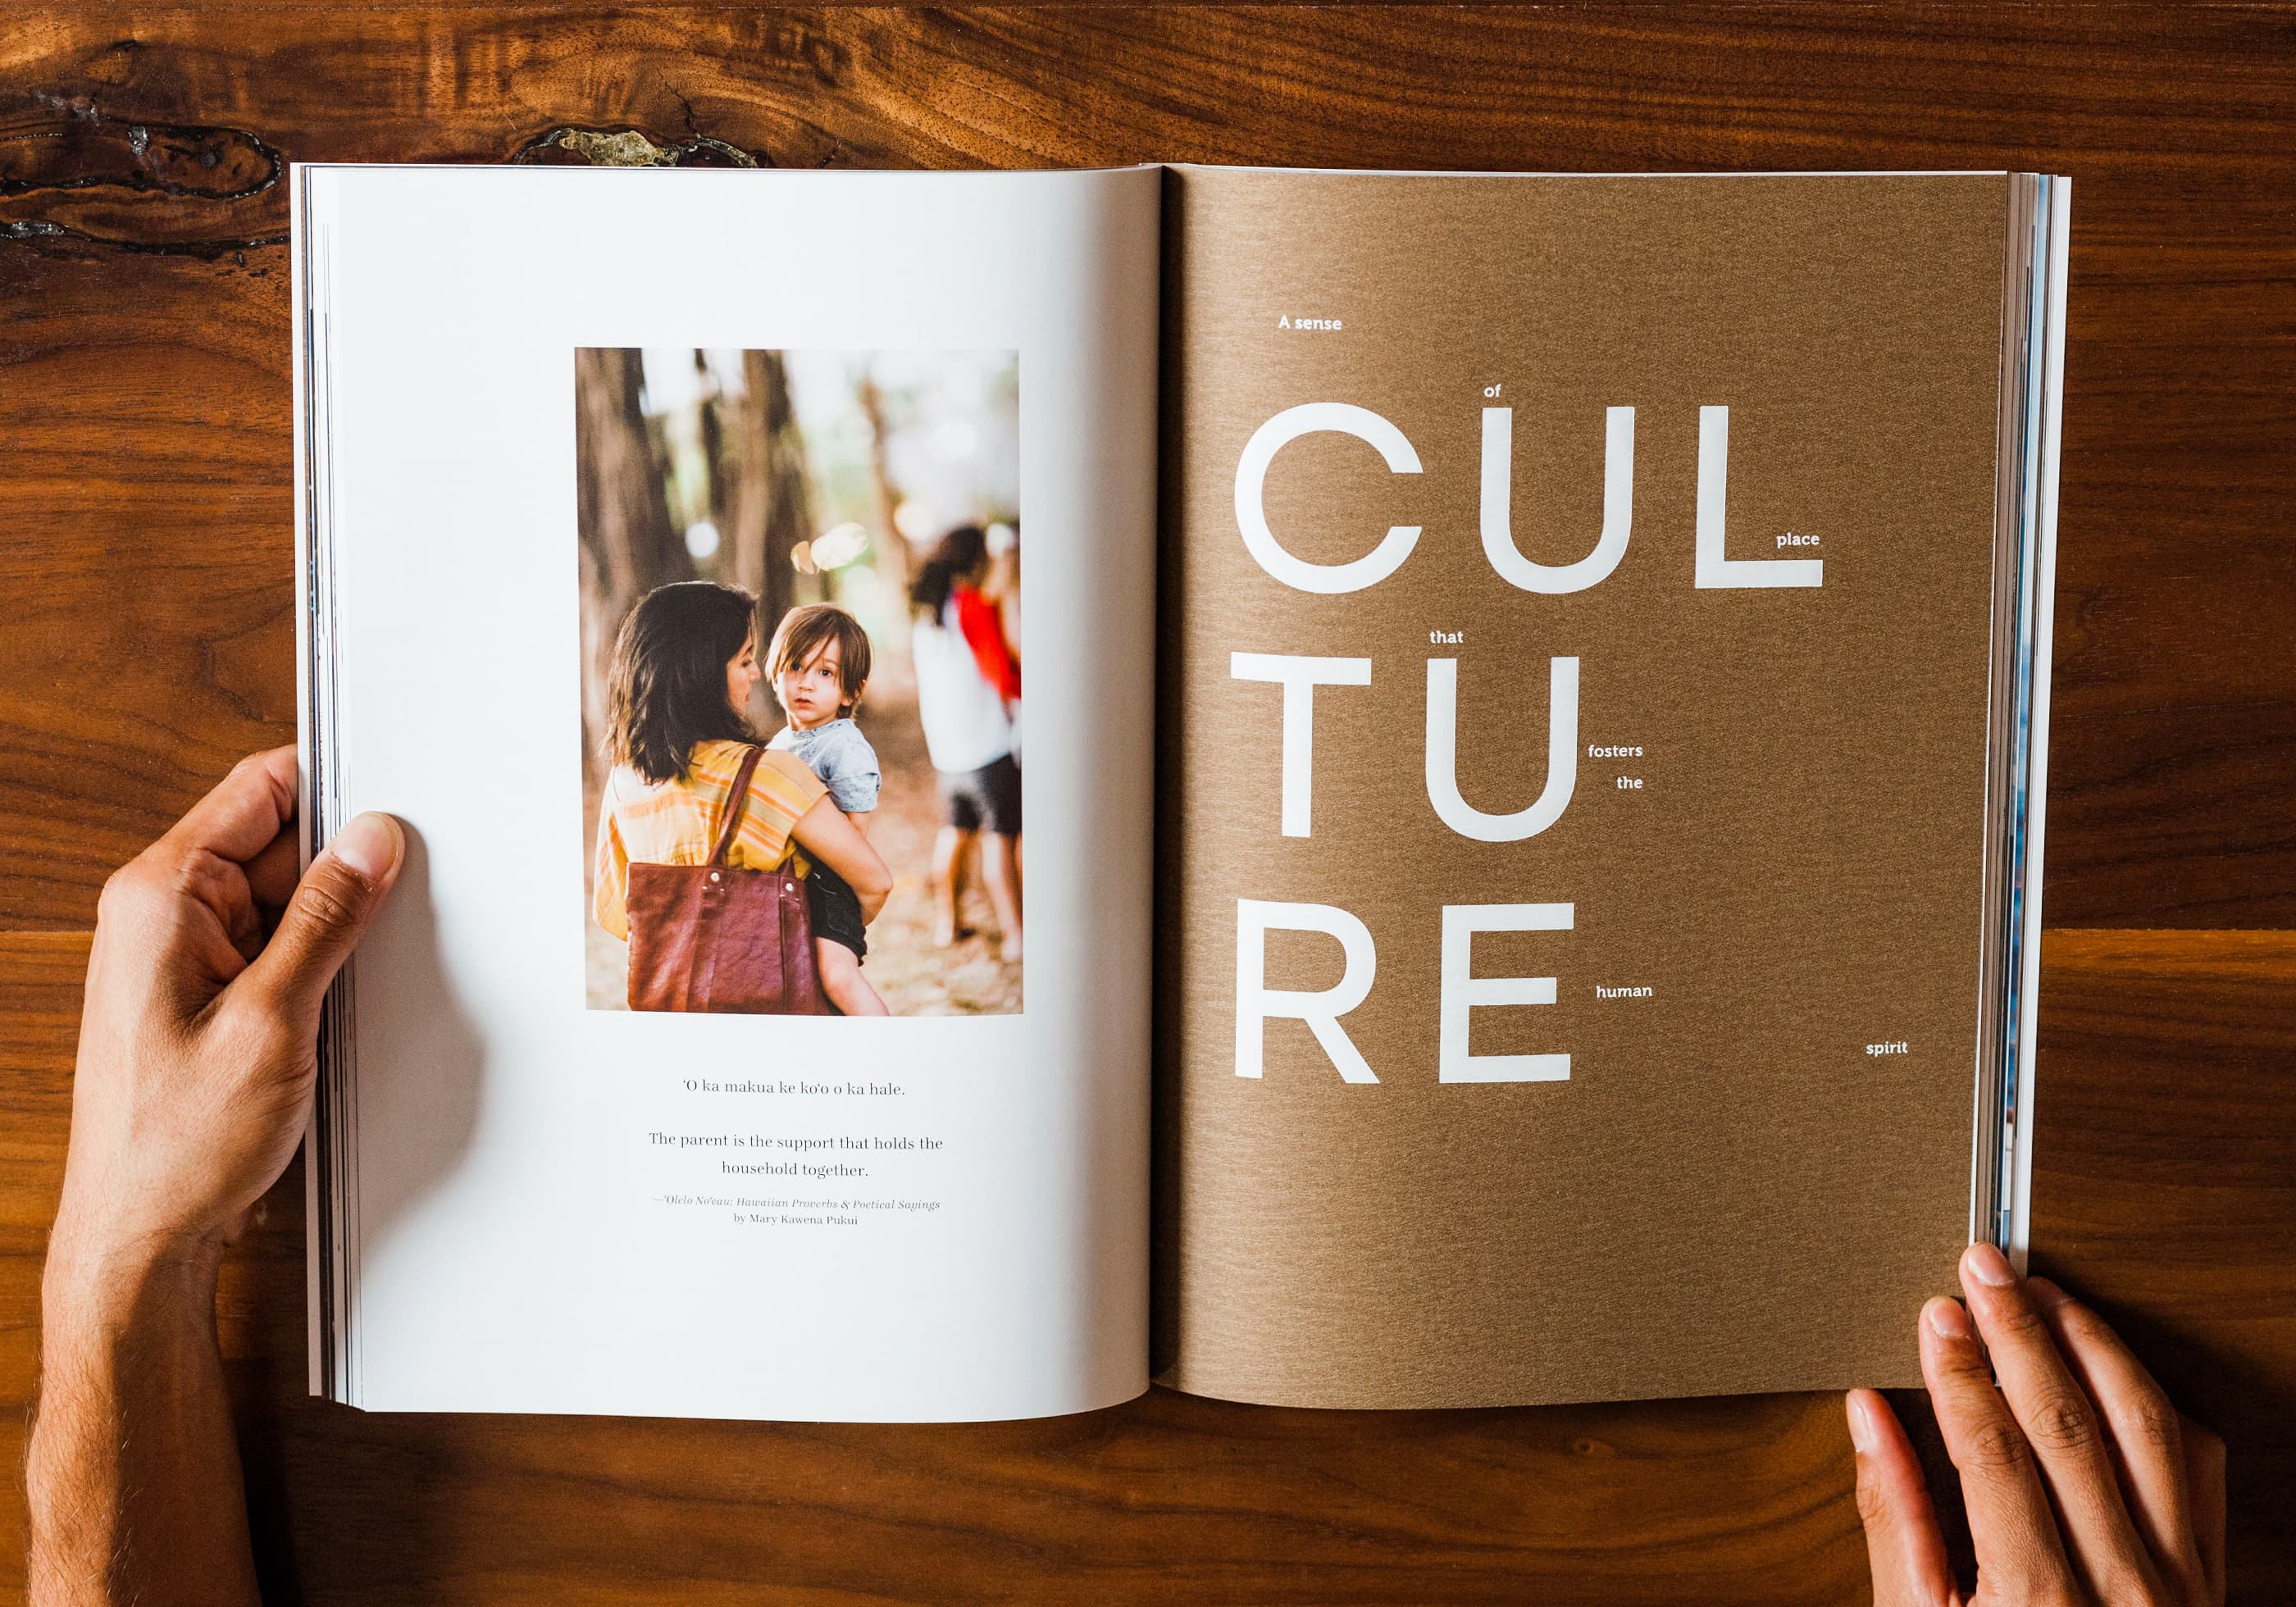 ʻO ka makua ke koʻo o ka hale.
The parent is the support that holds the
household together.
—ʻOlelo Noʻeau: Hawaiian Proverbs & Poetical Sayings
by Mary Kawena Pukui
A sense
of
CUL
place
that
TU
fosters
the
RE
human
spirit